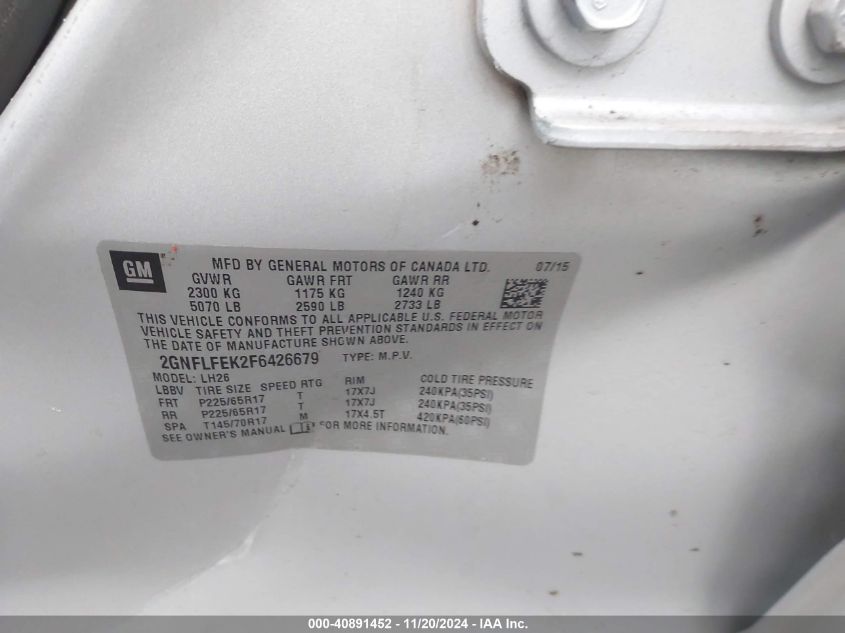 GM
MFD BY GENERAL MOTORS OF CANADA LTD. 07/15
GVWR GAWR FRT GAWR RR
2300 KG 1175 KG 1240 KG
5070 LB 2590 LB 2733 LB
THIS VEHICLE CONFORMS TO ALL APPLICABLE U.S. FEDERAL MOTOR
VEHICLE SAFETY AND THEFT PREVENTION STANDARDS IN EFFECT ON
THE DATE OF MANUFACTURE SHOWN ABOVE.
2GNFLFEK2F6426679 TYPE: M.P.V.
MODEL: LH26
LBBV TIRE SIZE SPEED RTG RIM COLD TIRE PRESSURE
FRT P225/65R17 T 17X7J 240KPA(35PSI)
RR P225/65R17 T 17X7J 240KPA(35PSI)
SPA T145/70R17 M 17X4.5T 420KPA(60PSI)
SEE OWNER'S MANUAL FOR MORE INFORMATION.
000-40891452 - 11/20/2024 - IAA Inc.